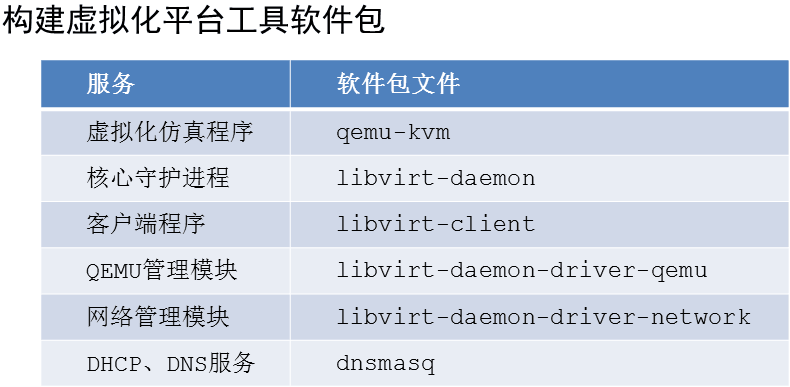 构建虚拟化平台工具软件包
服务 软件包文件
虚拟化仿真程序 qemu-kvm
核心守护进程 libvirt-daemon
客户端程序 libvirt-client
QEMU管理模块 libvirt-daemon-driver-qemu
网络管理模块 libvirt-daemon-driver-network
DHCP、DNS服务 dnsmasq